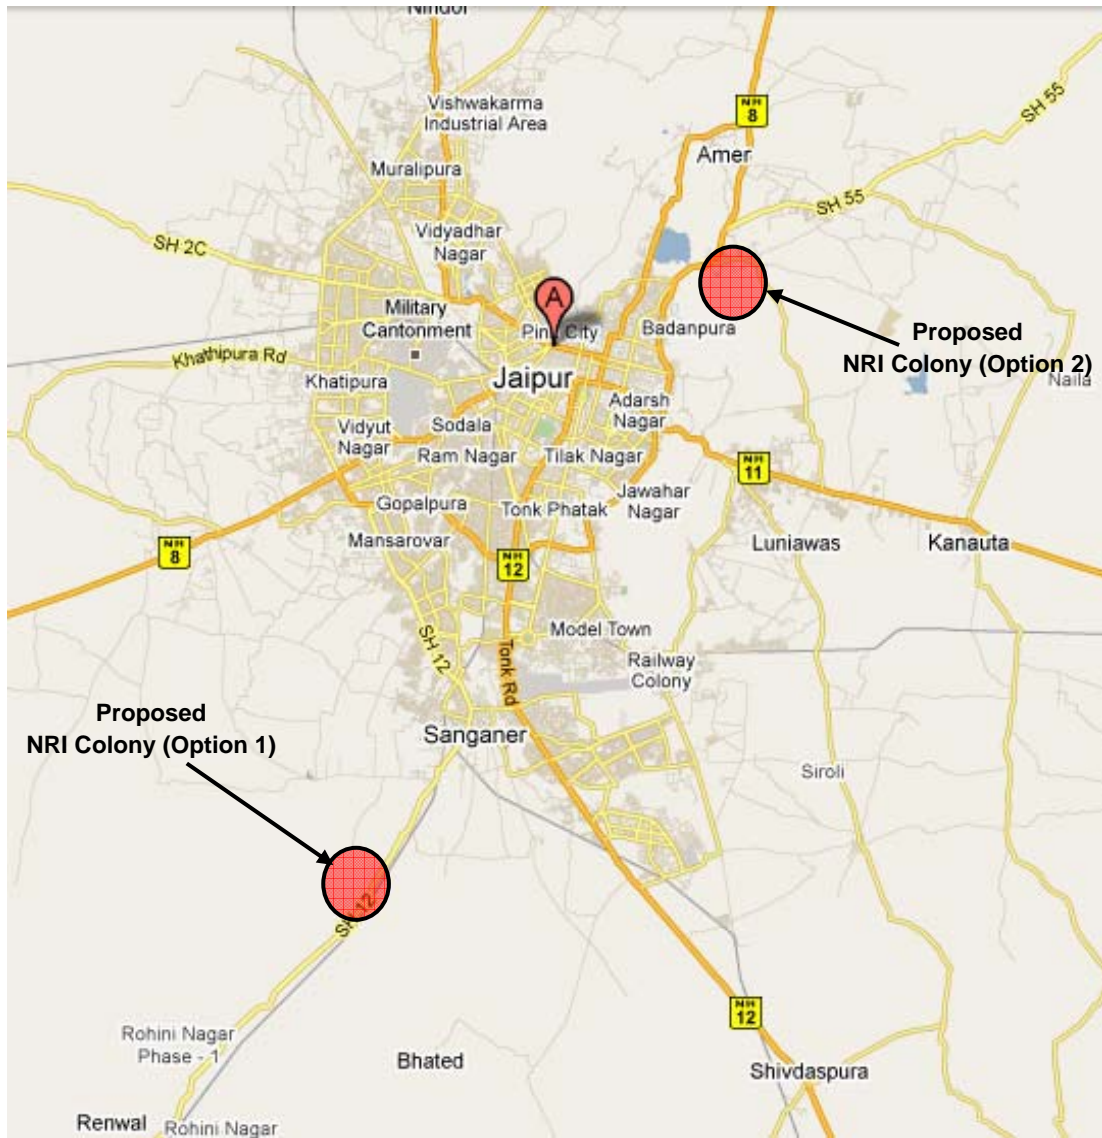 Nindor
SH 55
Vishwakarma
Industrial Area
NH
8
Amer
Muralipura
SH 55
Vidyadhar
Nagar
SH 2C
Military
Cantonment
A
Pink City
Badanpura
Proposed
NRI Colony (Option 2)
Khathipura Rd
Khatipura
Jaipur
Naila
Adarsh
Nagar
Vidyut
Nagar
Sodala
Ram Nagar
Tilak Nagar
NH
11
Gopalpura
Tonk Phatak
Jawahar
Nagar
Mansarovar
Luniawas
Kanauta
NH
8
NH
12
Model Town
SH 12
Tonk Rd
Railway
Colony
Proposed
NRI Colony (Option 1)
Sanganer
Siroli
SH 12
NH
12
Rohini Nagar
Phase - 1
Bhated
Shivdaspura
Renwal
Rohini Nagar